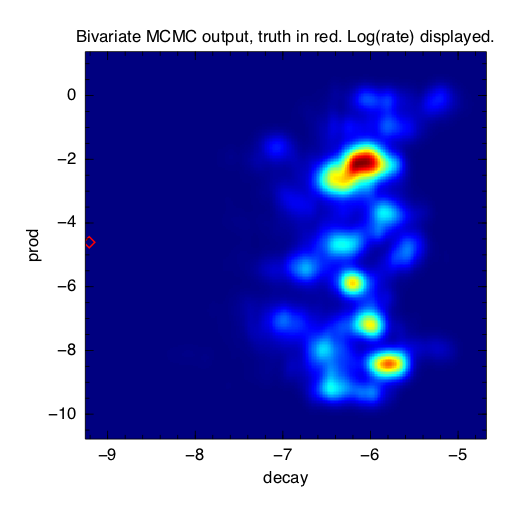 Bivariate MCMC output, truth in red. Log(rate) displayed.
0
−2
−4
prod
−6
−8
−10
−9 −8 −7 −6 −5
decay